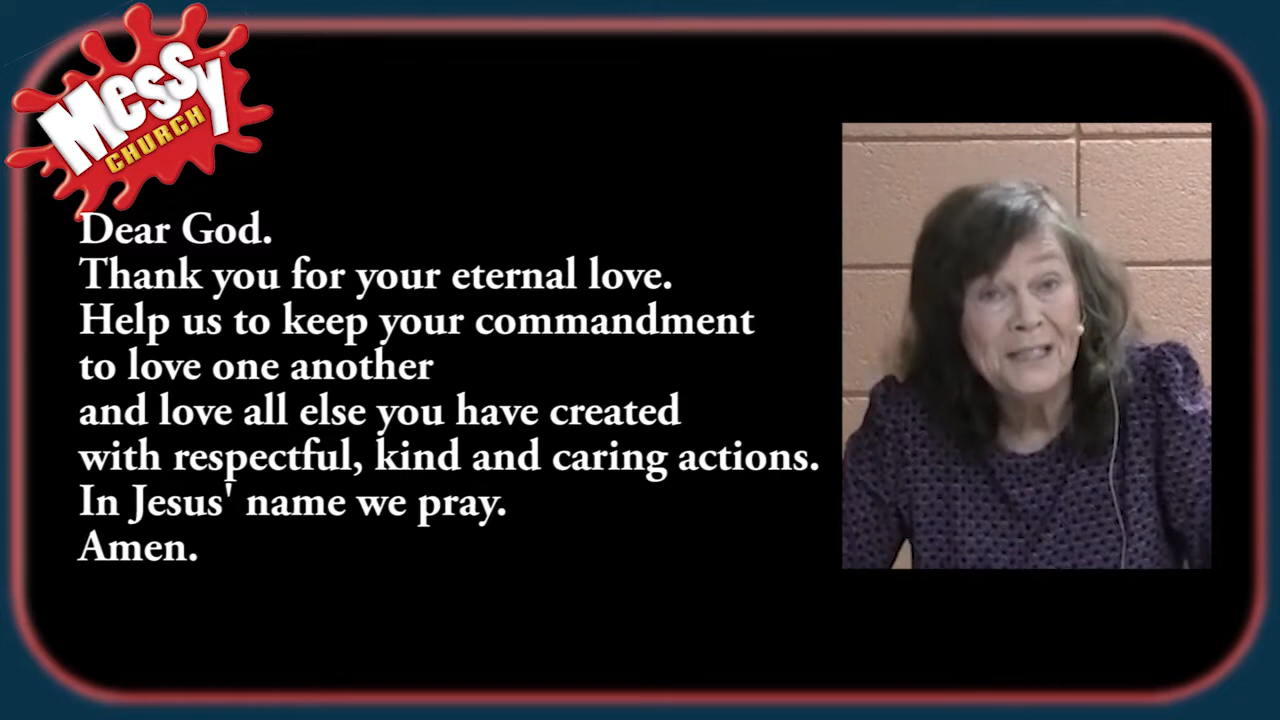 Messy
CHURCH
Dear God.
Thank you for your eternal love.
Help us to keep your commandment
to love one another
and love all else you have created
with respectful, kind and caring actions.
In Jesus' name we pray.
Amen.